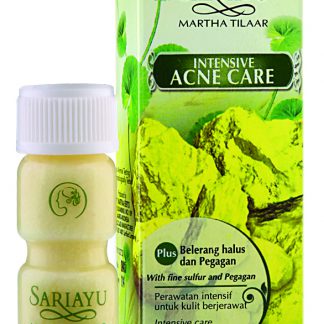 MARTHA TILAAR
INTENSIVE
ACNE CARE
Plus
Belerang halus
dan Pegagan
With fine sulfur and Pegagan
Perawatan intensif
untuk kulit berjerawat
Intensive care
SARIAYU